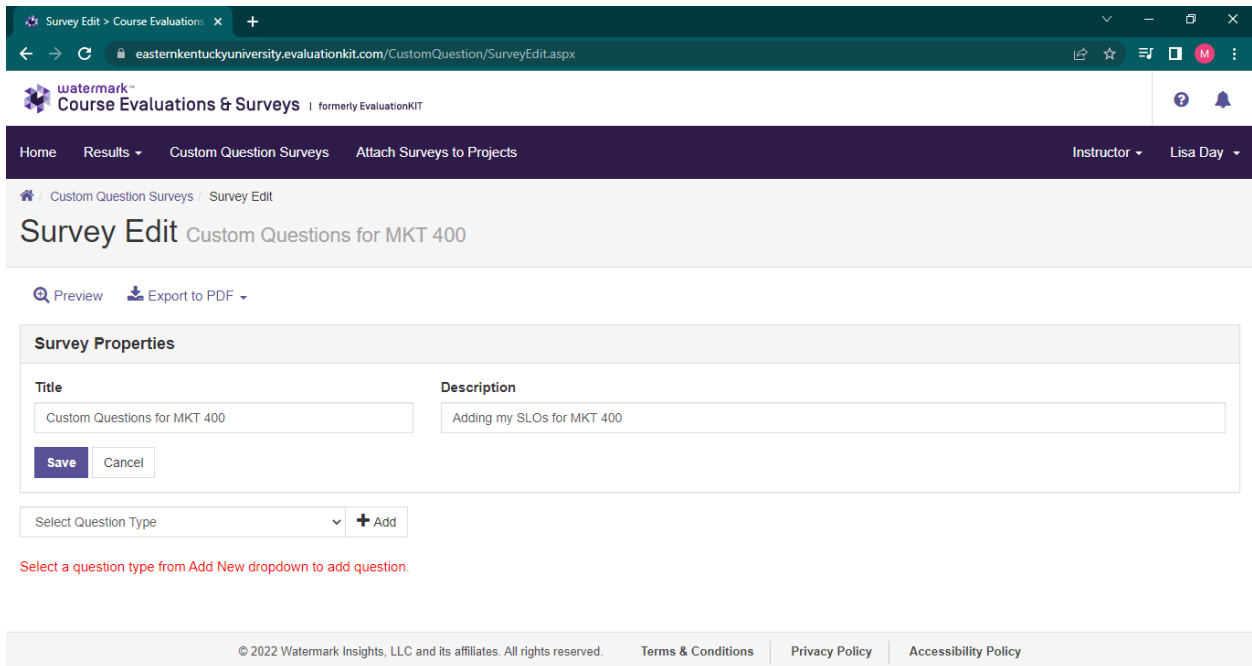 Survey Edit > Course Evaluations
easternkentuckyuniversity.evaluationkit.com/CustomQuestion/SurveyEdit.aspx
M
watermark™
Course Evaluations & Surveys | formerly EvaluationKIT
Home Results Custom Question Surveys Attach Surveys to Projects Instructor Lisa Day
/ Custom Question Surveys / Survey Edit
Survey Edit Custom Questions for MKT 400
Preview Export to PDF
Survey Properties
Title Description
Custom Questions for MKT 400 Adding my SLOs for MKT 400
Save Cancel
Select Question Type Add
Select a question type from Add New dropdown to add question.
© 2022 Watermark Insights, LLC and its affiliates. All rights reserved. Terms & Conditions Privacy Policy Accessibility Policy